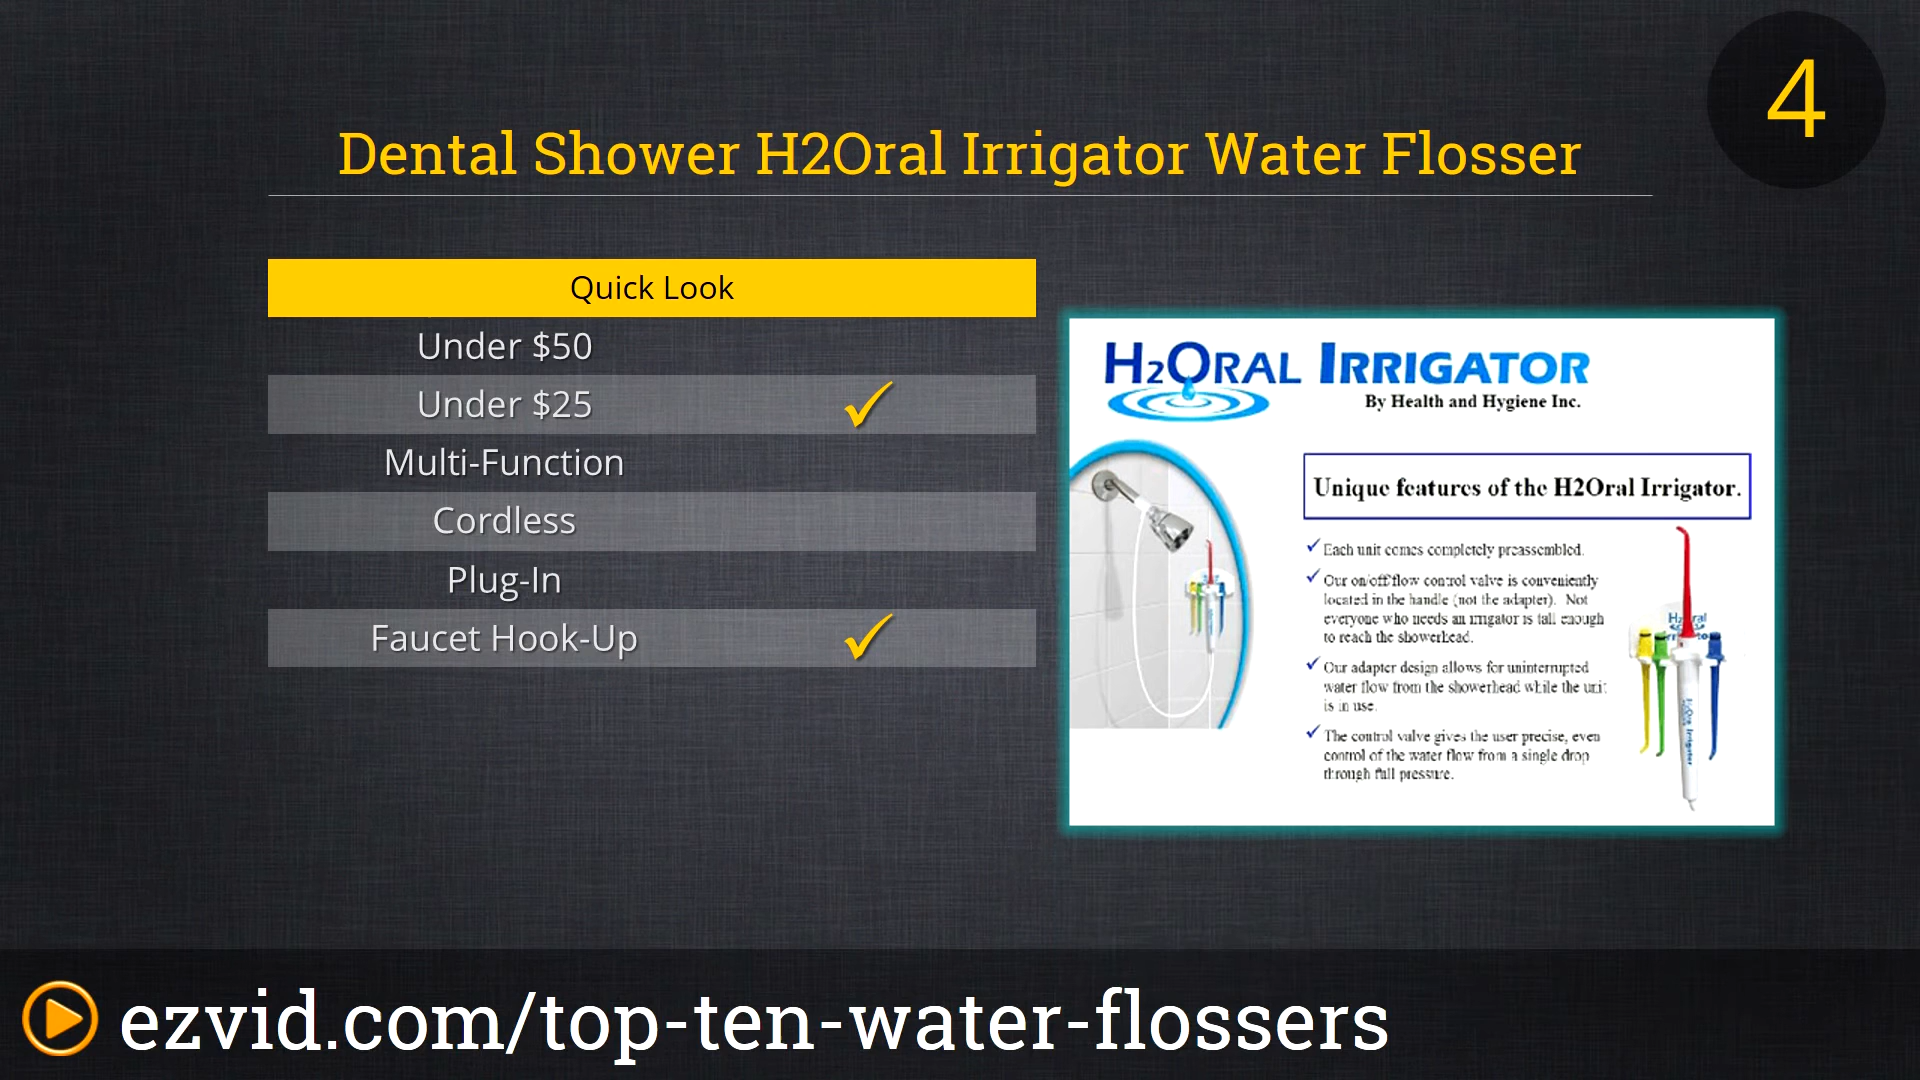 4
Dental Shower H2Oral Irrigator Water Flosser
Quick Look
Under $50
Under $25
Multi-Function
Cordless
Plug-In
Faucet Hook-Up
H2ORAL IRRIGATOR
By Health and Hygiene Inc.
Unique features of the H2Oral Irrigator.
Each unit comes completely preassembled.
Our on/off flow control valve is conveniently
located in the handle (not the adapter). Not
everyone who needs an irrigator is tall enough
to reach the showerhead.
Our adapter design allows for uninterrupted
water flow from the showerhead while the unit
is in use.
The control valve gives the user precise, even
control of the water flow from a single drop
through full pressure.
H2Oral Irrigator
ezvid.com/top-ten-water-flossers